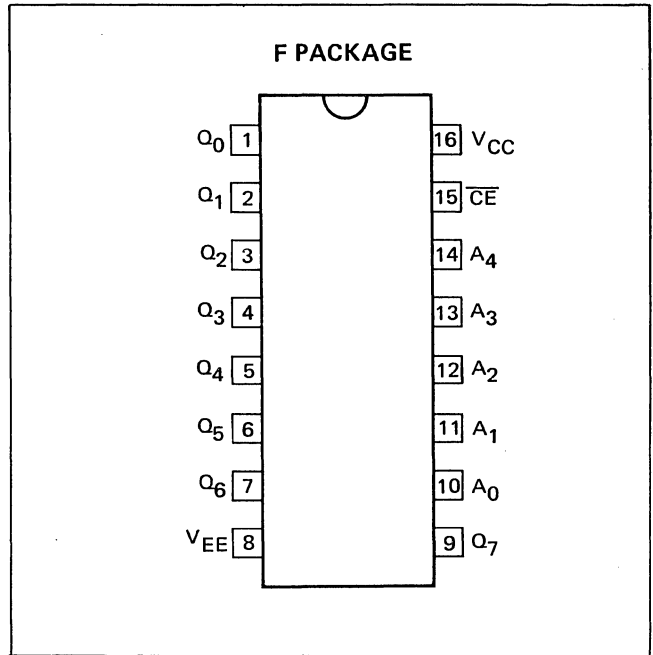 F PACKAGE
Q0 1 16 VCC
Q1 2 15 C̅E̅
Q2 3 14 A4
Q3 4 13 A3
Q4 5 12 A2
Q5 6 11 A1
Q6 7 10 A0
VEE 8 9 Q7